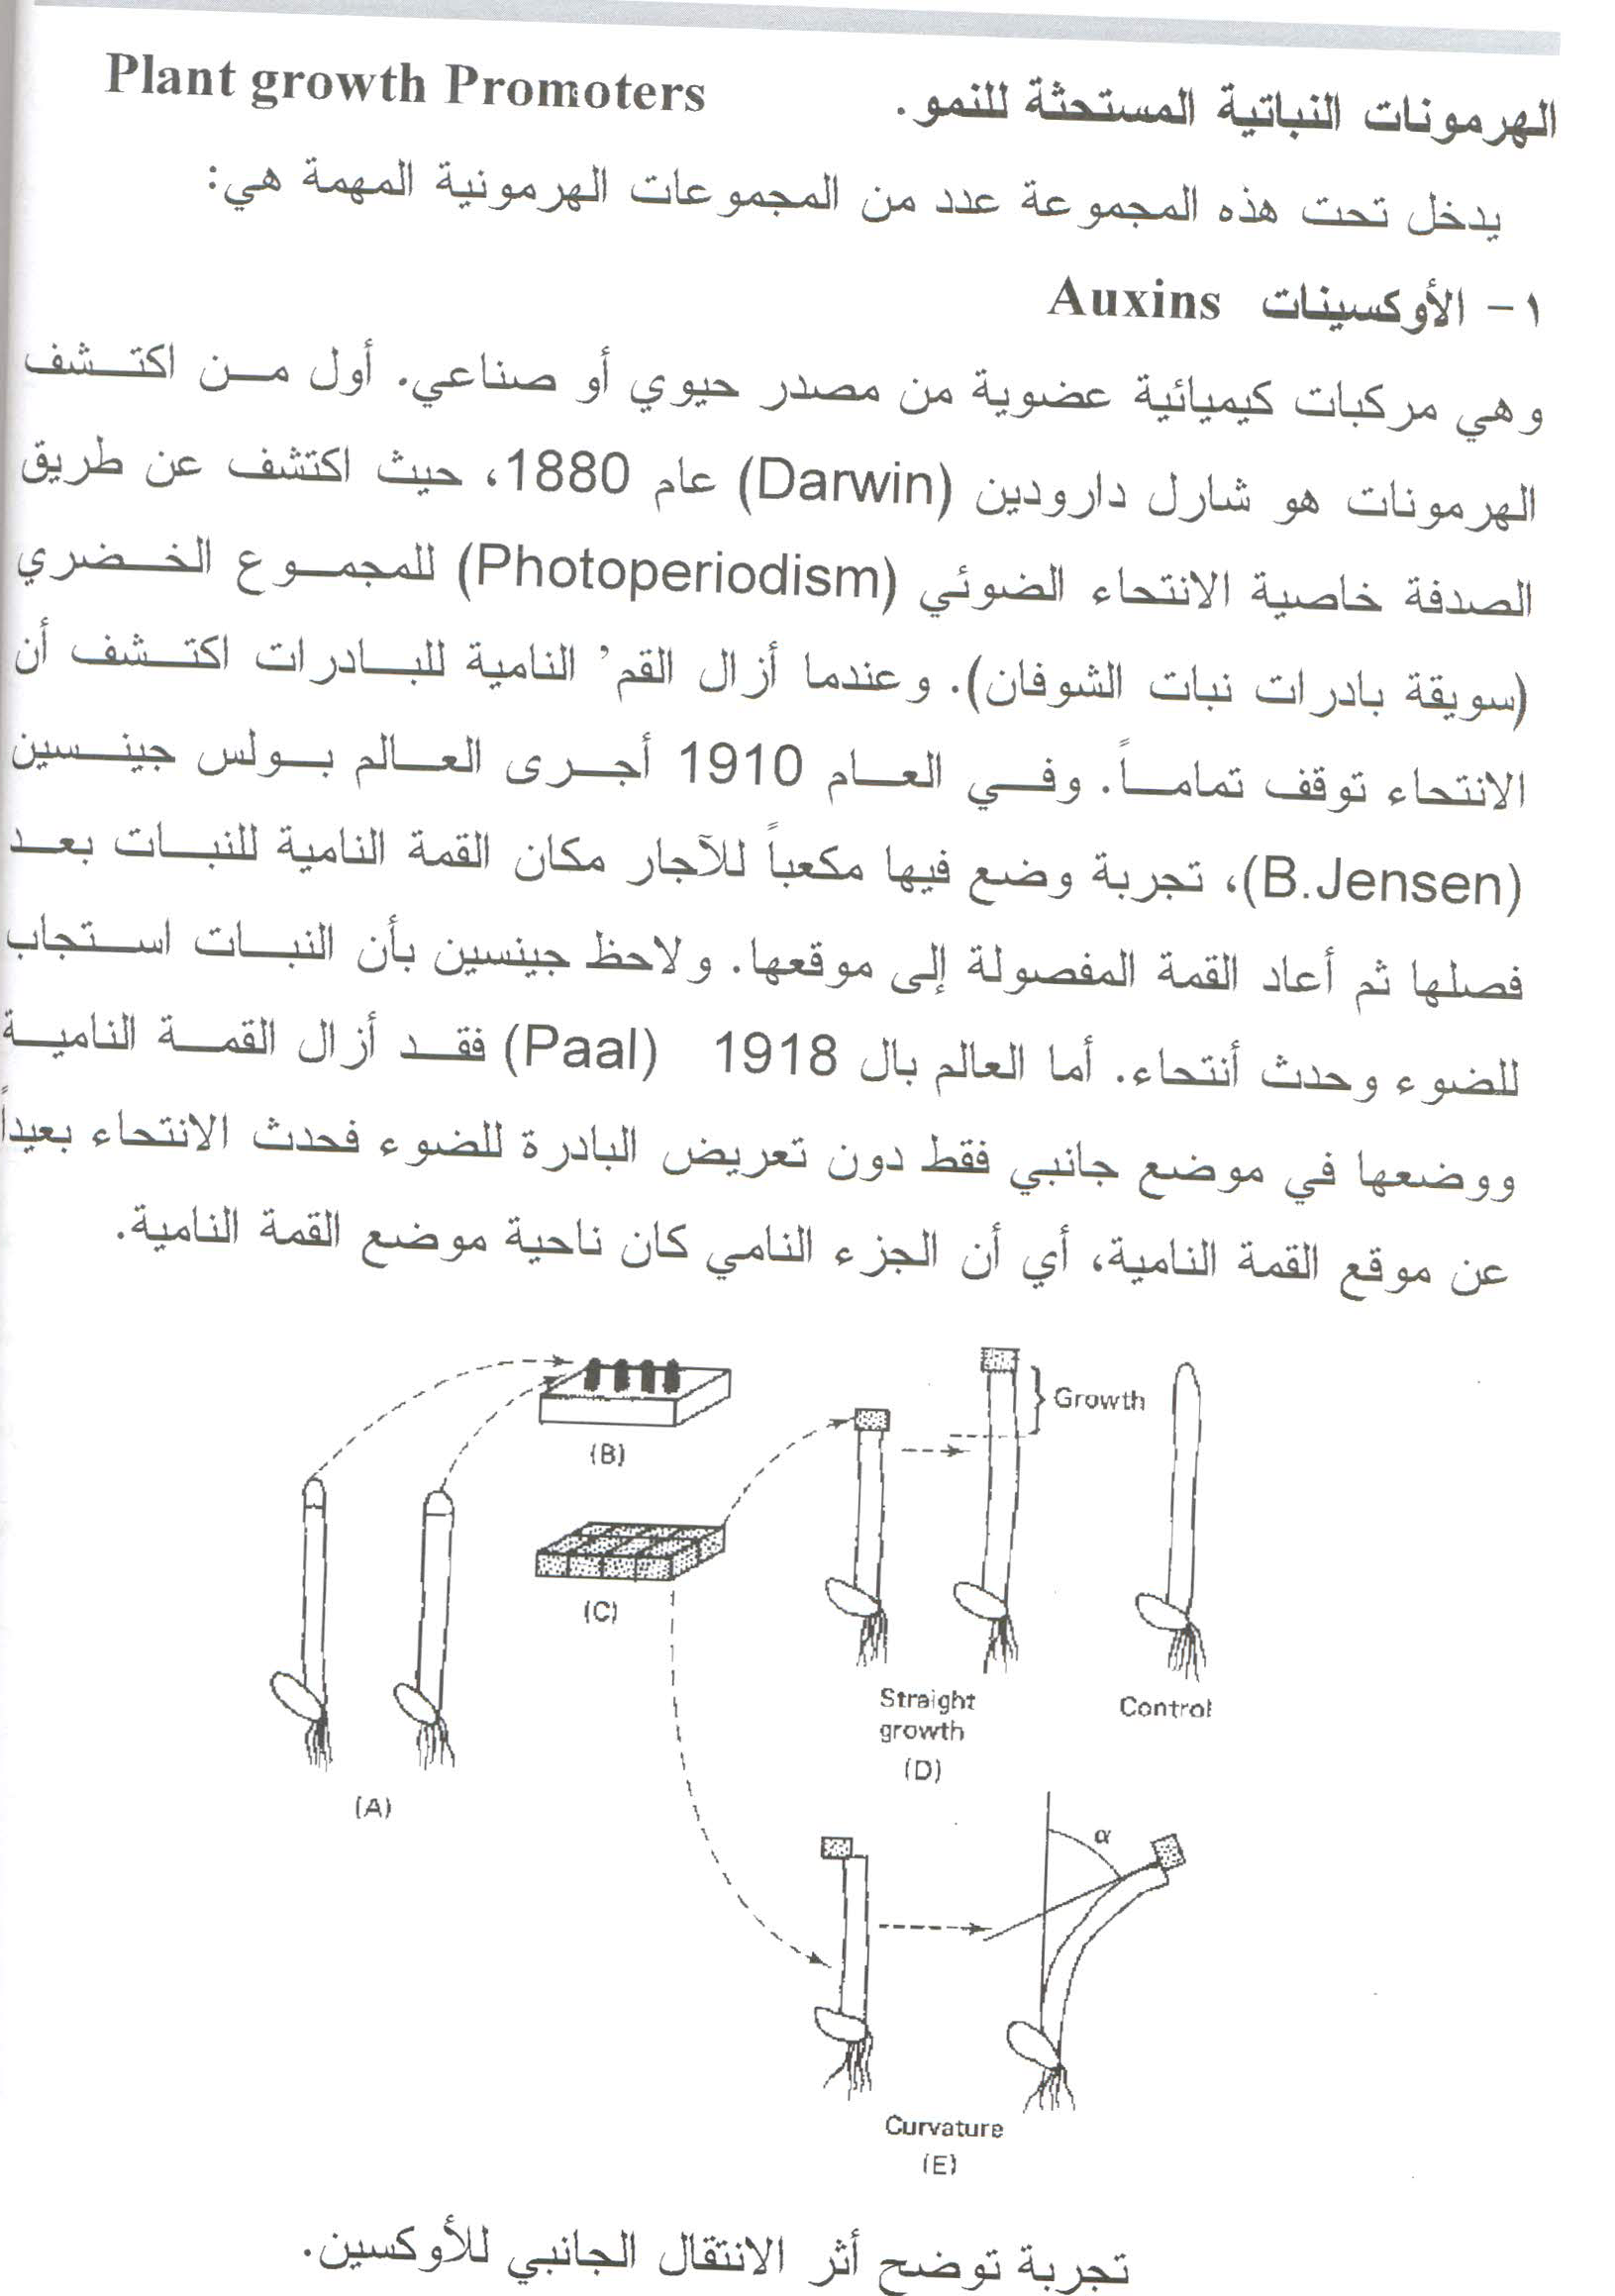 الهرمونات النباتية المستحثة للنمو. Plant growth Promoters
يدخل تحت هذه المجموعة عدد من المجموعات الهرمونية المهمة هي:
١- الأوكسينات Auxins
وهي مركبات كيميائية عضوية من مصدر حيوي أو صناعي. أول من اكتشف
الهرمونات هو شارل دارودين (Darwin) عام 1880، حيث اكتشف عن طريق
الصدفة خاصية الانتحاء الضوئي (Photoperiodism) للمجموع الخضري
(سويقة بادرات نبات الشوفان). وعندما أزال النامية للبادرات اكتشف أن
الانتحاء توقف تماماً. وفي العام 1910 أجرى العالم بولس جينسين
(B.Jensen)، تجربة وضع فيها مكعباً للآجار مكان القمة النامية للنبات بعد
فصلها ثم أعاد القمة المفصولة إلى موقعها. ولاحظ جينسين بأن النبات استجاب
للضوء وحدث أنتحاء. أما العالم بال 1918 (Paal) فقد أزال القمة النامية
ووضعها في موضع جانبي فقط دون تعريض البادرة للضوء فحدث الانتحاء بعيداً
عن موقع القمة النامية، أي أن الجزء النامي كان ناحية موضع القمة النامية.
Growth
(B)
(C)
Straight
growth
Control
(D)
(A)
α
Curvature
(E)
تجربة توضح أثر الانتقال الجانبي للأوكسين.